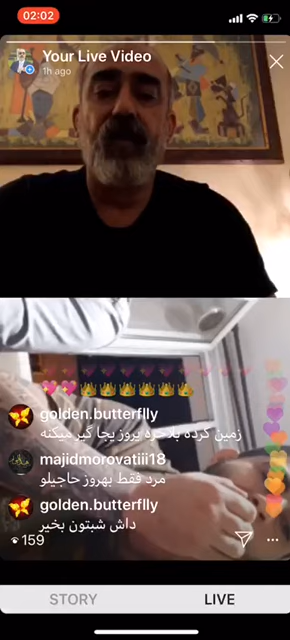 02:02
Your Live Video
1h ago
golden.butterflly
زمین کرده بلاخره بروز یجا گیر میکنه
majidmorovatiii18
مرد فقط بهروز حاجیلو
golden.butterflly
داش شبتون بخیر
159
STORY
LIVE